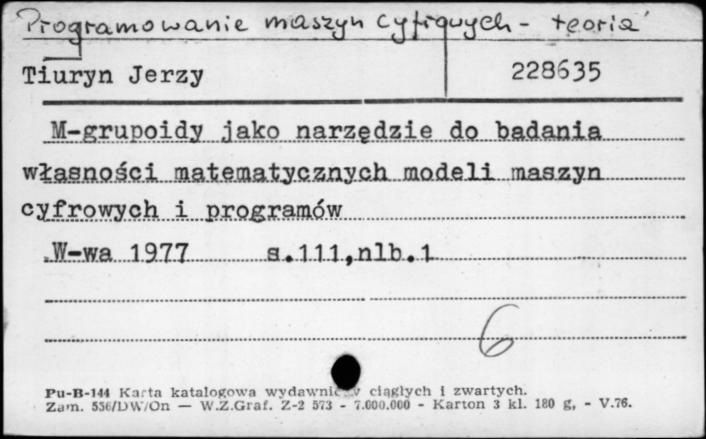 Programowanie maszyn cyfrowych - teoria
Tiuryn Jerzy 228635
M-grupoidy jako narzędzie do badania
własności matematycznych modeli maszyn
cyfrowych i programów
W-wa 1977 s.111,nlb.1
6
Pu-B-144 Karta katalogowa ciągłych i zwartych.
Zam. 556/DW/On — W.Z.Graf. Z-2 573 - 7.000.000 - Karton 3 kl. 180 g, - V.76.